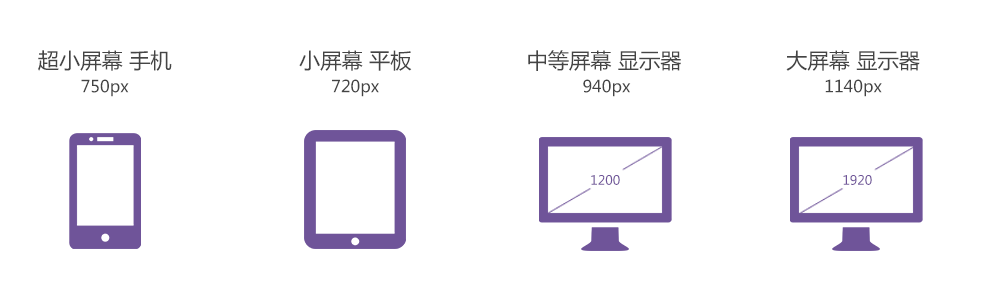 超小屏幕 手机
750px
小屏幕 平板
720px
中等屏幕 显示器
940px
1200
大屏幕 显示器
1140px
1920